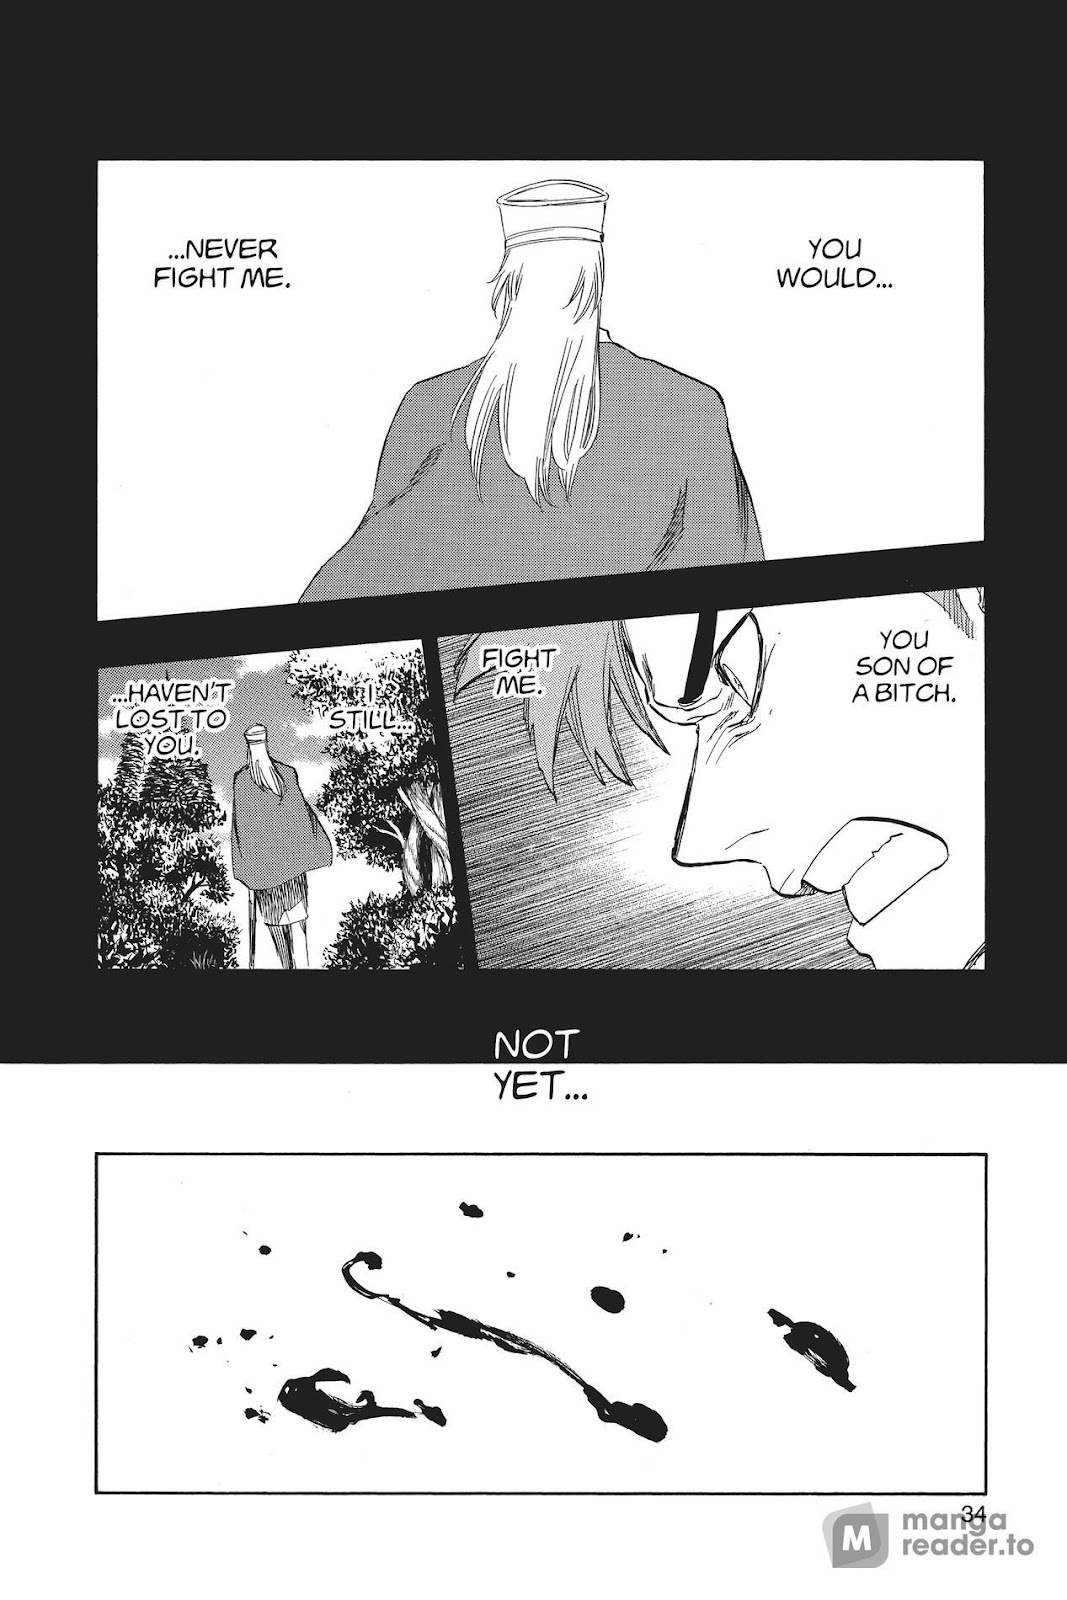 YOU
WOULD...
...NEVER
FIGHT ME.
YOU
SON OF
A BITCH.
FIGHT
ME.
I
STILL...
...HAVEN'T
LOST TO
YOU.
NOT
YET...
34
M
manga
reader.to